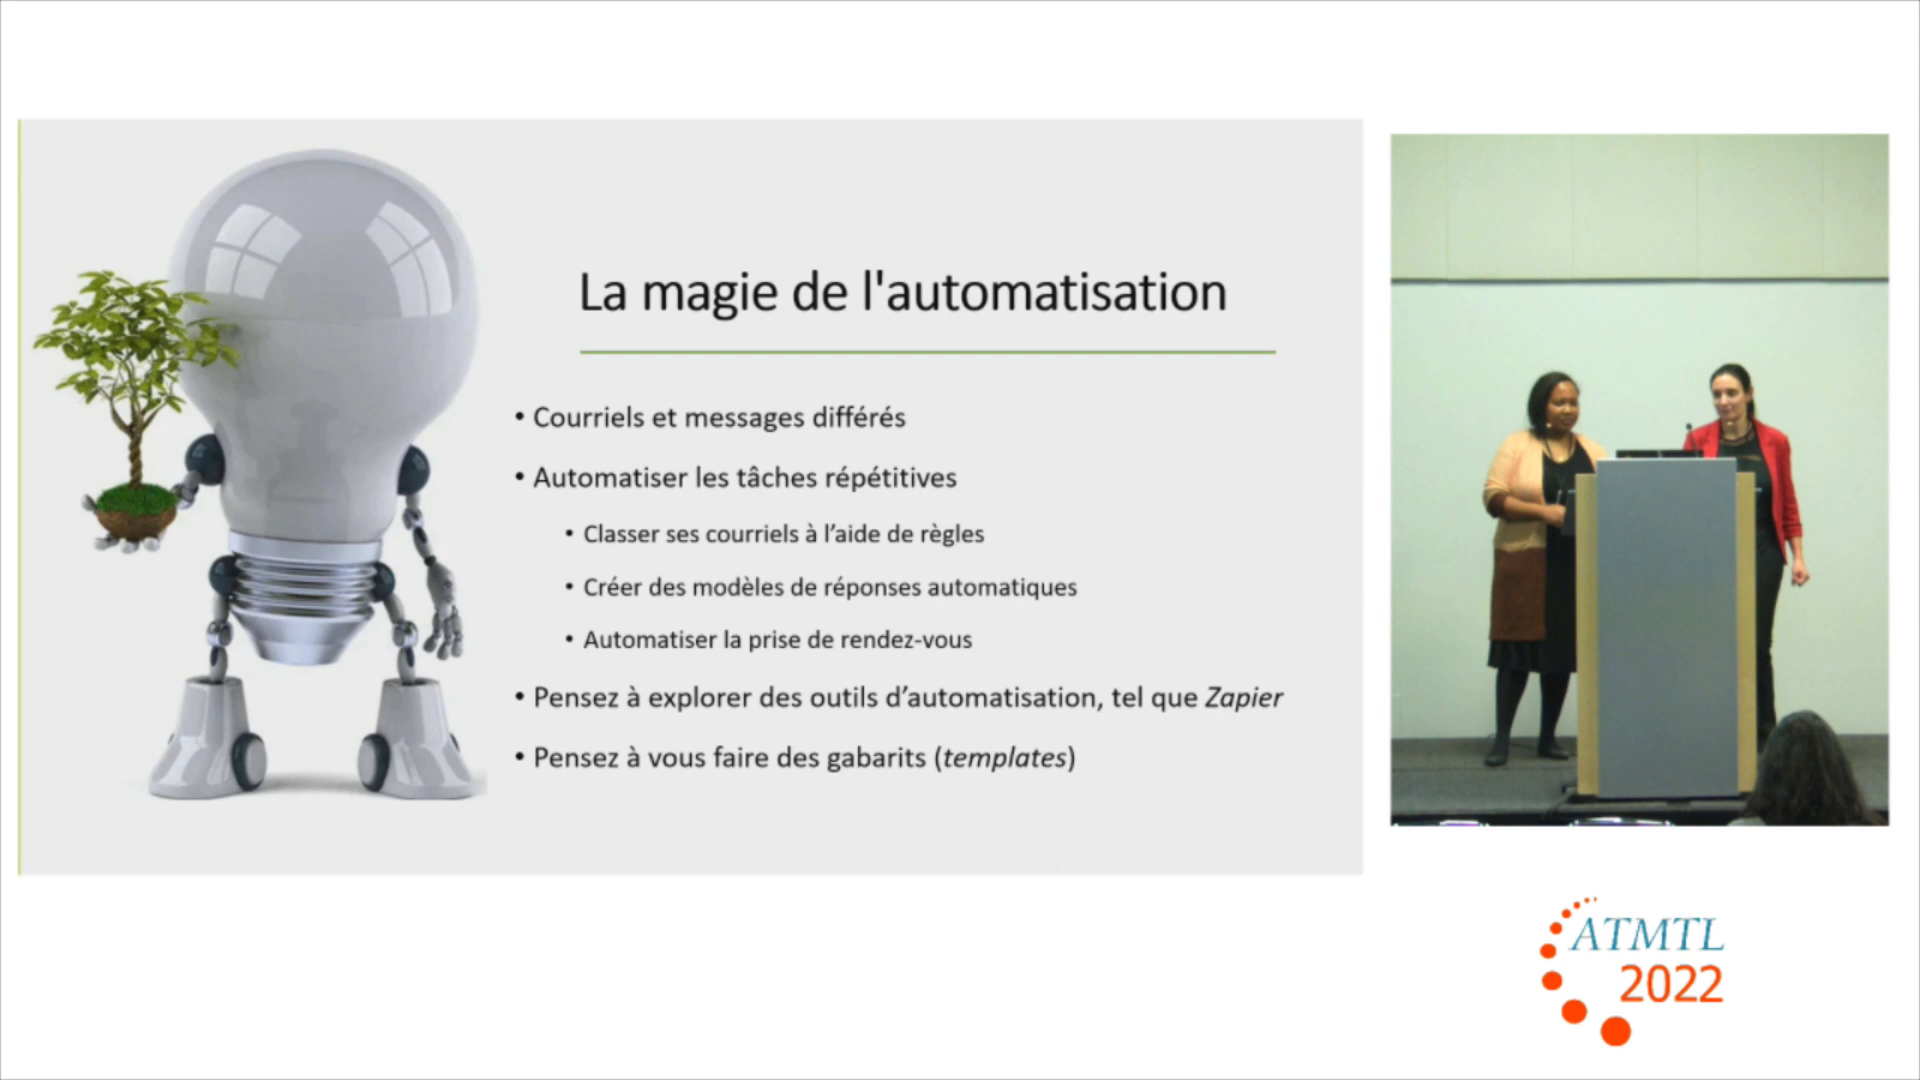 La magie de l'automatisation
• Courriels et messages différés
• Automatiser les tâches répétitives
• Classer ses courriels à l’aide de règles
• Créer des modèles de réponses automatiques
• Automatiser la prise de rendez-vous
• Pensez à explorer des outils d’automatisation, tel que Zapier
• Pensez à vous faire des gabarits (templates)
ATMTL
2022